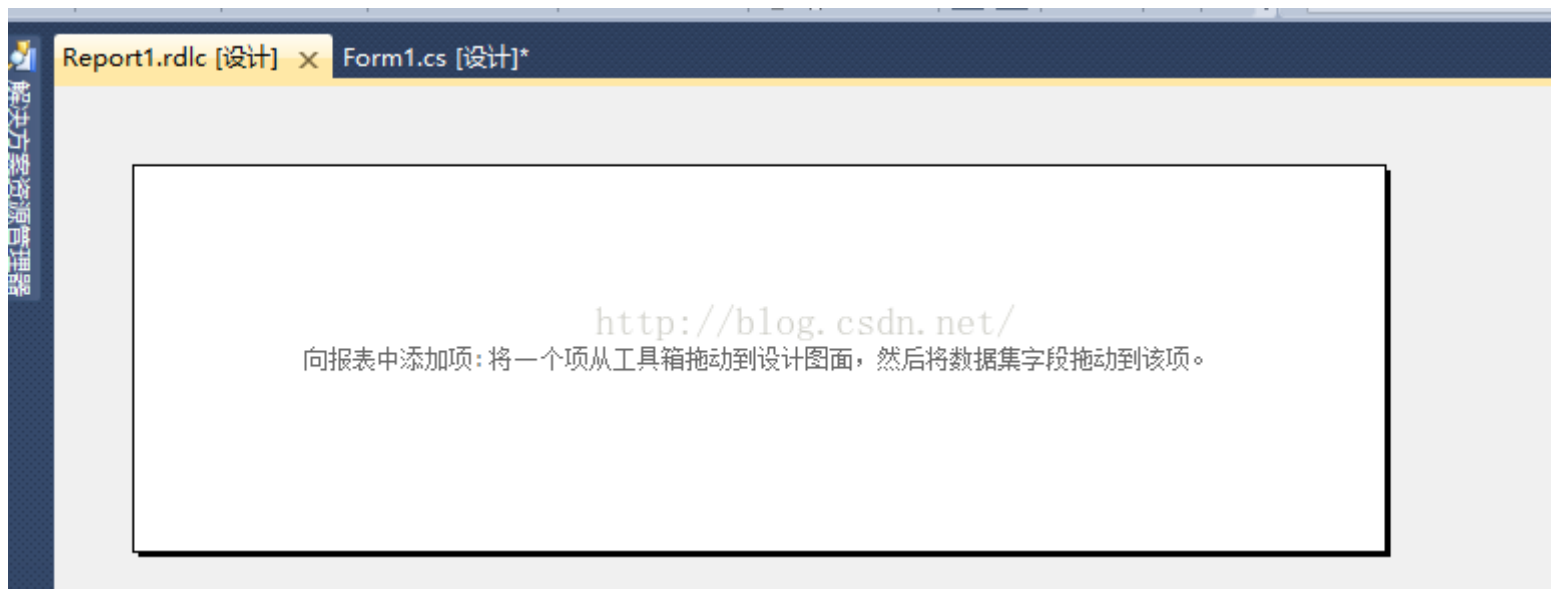 Report1.rdlc [设计] × Form1.cs [设计]*
解决方案资源管理器
http://blog.csdn.net/
向报表中添加项:将一个项从工具箱拖动到设计图面，然后将数据集字段拖动到该项。